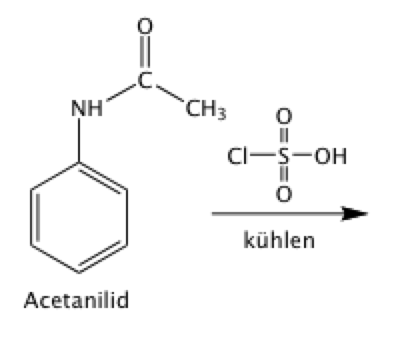 O
C
NH
CH3
O
Cl—S—OH
O
kühlen
Acetanilid